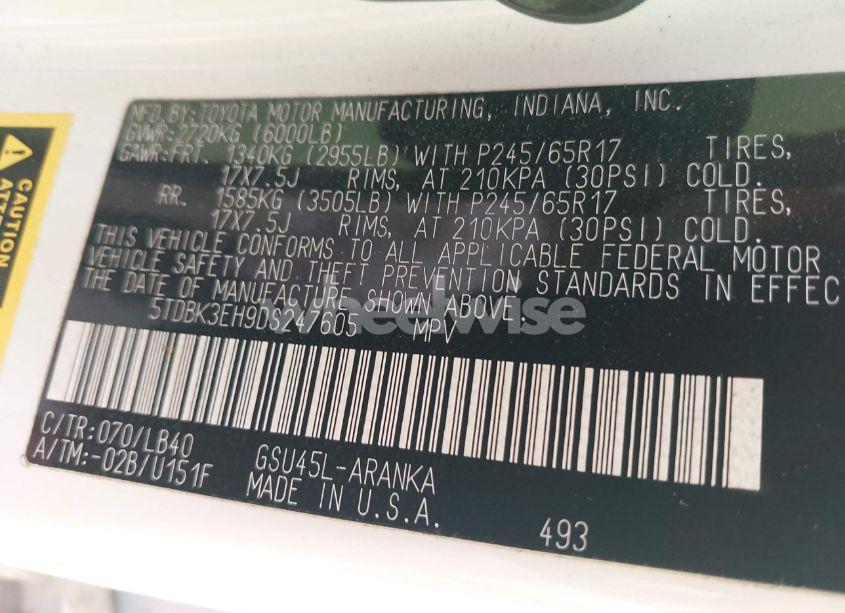 MFD.BY:TOYOTA MOTOR MANUFACTURING, INDIANA, INC.
GVWR:2720KG (6000LB)
GAWR:FRT. 1340KG (2955LB) WITH P245/65R17 TIRES,
17X7.5J RIMS, AT 210KPA (30PSI) COLD.
RR. 1585KG (3505LB) WITH P245/65R17 TIRES,
17X7.5J RIMS, AT 210KPA (30PSI) COLD.
THIS VEHICLE CONFORMS TO ALL APPLICABLE FEDERAL MOTOR
VEHICLE SAFETY AND THEFT PREVENTION STANDARDS IN EFFEC
THE DATE OF MANUFACTURE SHOWN ABOVE.
5TDBK3EH9DS247605 MPV
C/TR:070/LB40
A/TM:-02B/U151F
GSU45L-ARANKA
MADE IN U.S.A.
493
CAUTION